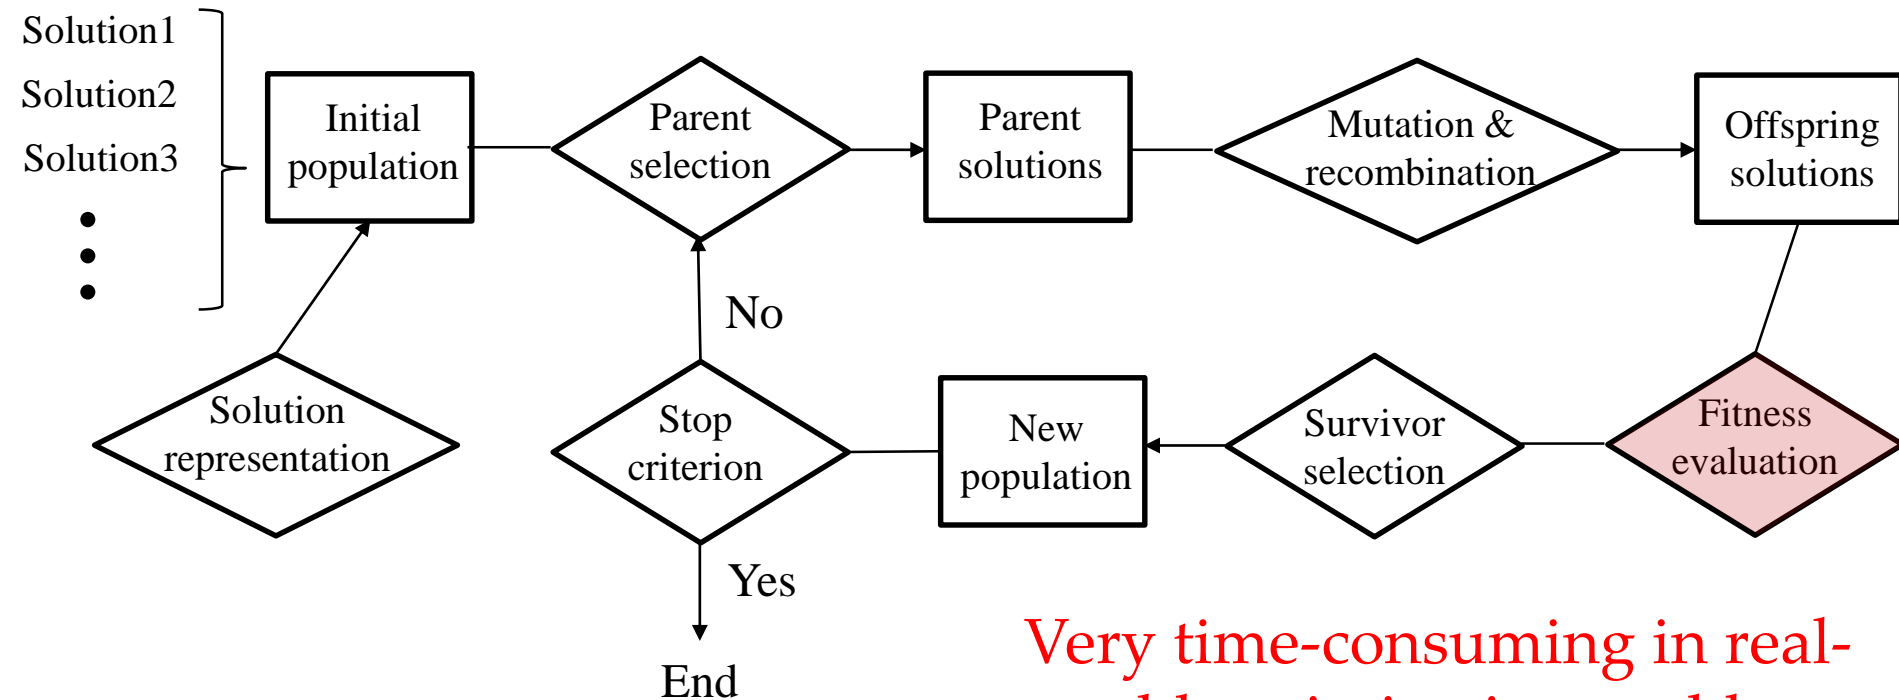 Solution1
Solution2
Solution3
Initial
population
Parent
selection
Parent
solutions
Mutation &
recombination
Offspring
solutions
No
Solution
representation
Stop
criterion
New
population
Survivor
selection
Fitness
evaluation
Yes
End
Very time-consuming in real-